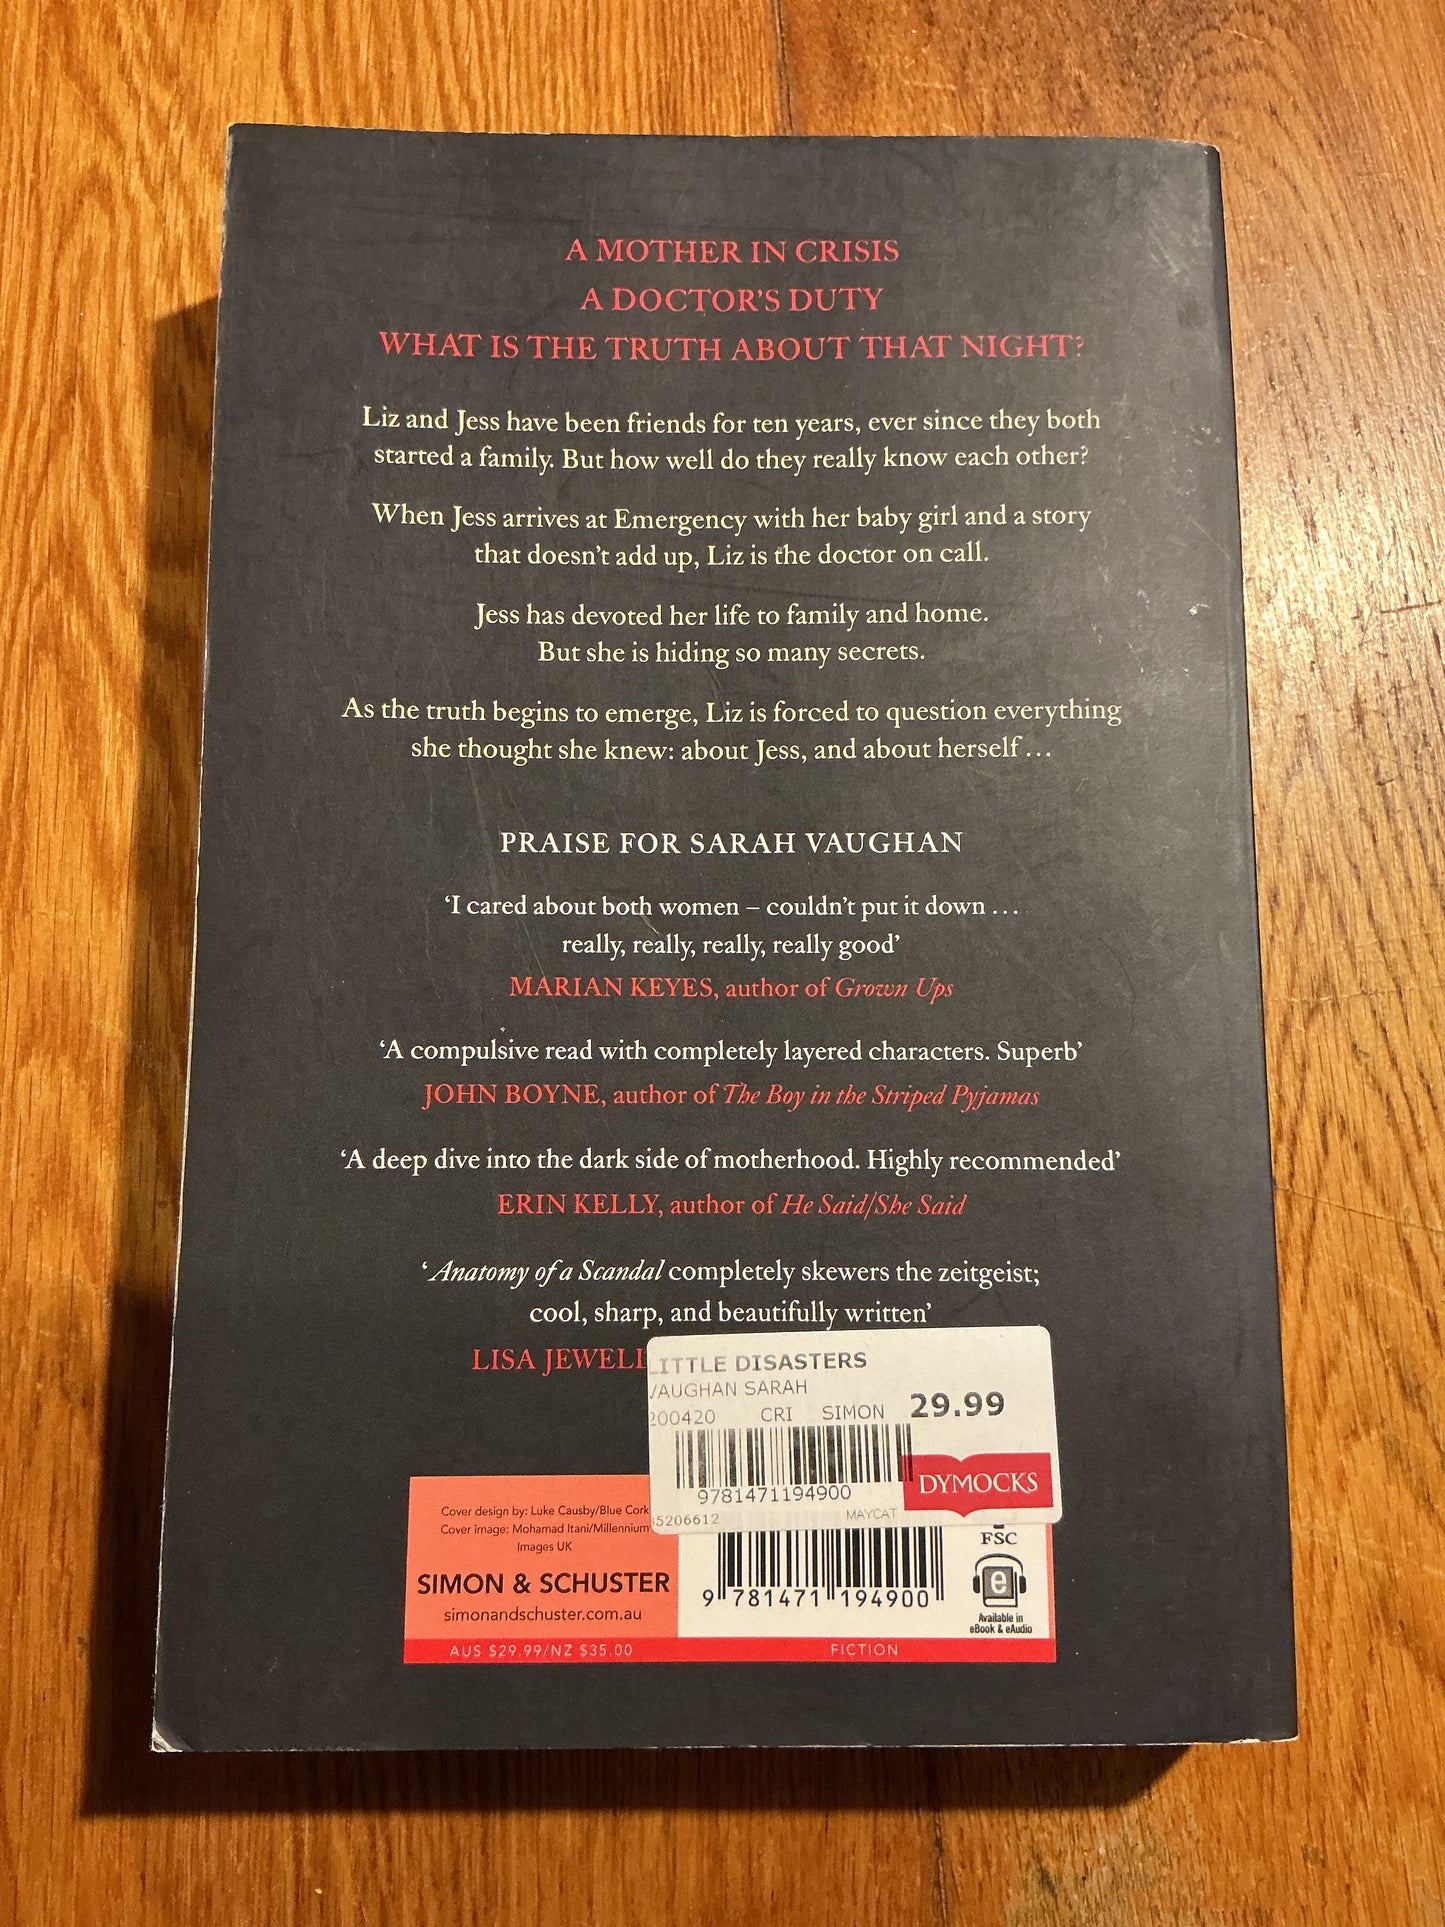 A MOTHER IN CRISIS
A DOCTOR'S DUTY
WHAT IS THE TRUTH ABOUT THAT NIGHT?
Liz and Jess have been friends for ten years, ever since they both
started a family. But how well do they really know each other?
When Jess arrives at Emergency with her baby girl and a story
that doesn't add up, Liz is the doctor on call.
Jess has devoted her life to family and home.
But she is hiding so many secrets.
As the truth begins to emerge, Liz is forced to question everything
she thought she knew: about Jess, and about herself...
PRAISE FOR SARAH VAUGHAN
'I cared about both women – couldn't put it down...
really, really, really, really good'
MARIAN KEYES, author of Grown Ups
'A compulsive read with completely layered characters. Superb'
JOHN BOYNE, author of The Boy in the Striped Pyjamas
'A deep dive into the dark side of motherhood. Highly recommended'
ERIN KELLY, author of He Said/She Said
'Anatomy of a Scandal completely skewers the zeitgeist;
cool, sharp, and beautifully written'
LISA JEWELL
LITTLE DISASTERS
VAUGHAN SARAH
200420 CRI SIMON 29.99
9781471194900
DYMOCKS
5206612 MAYCAT
Cover design by: Luke Causby/Blue Cork
Cover image: Mohamad Itani/Millennium
Images UK
SIMON & SCHUSTER
simonandschuster.com.au
AUS $29.99/NZ $35.00
9 781471 194900
FSC
e
Available in
eBook & eAudio
FICTION